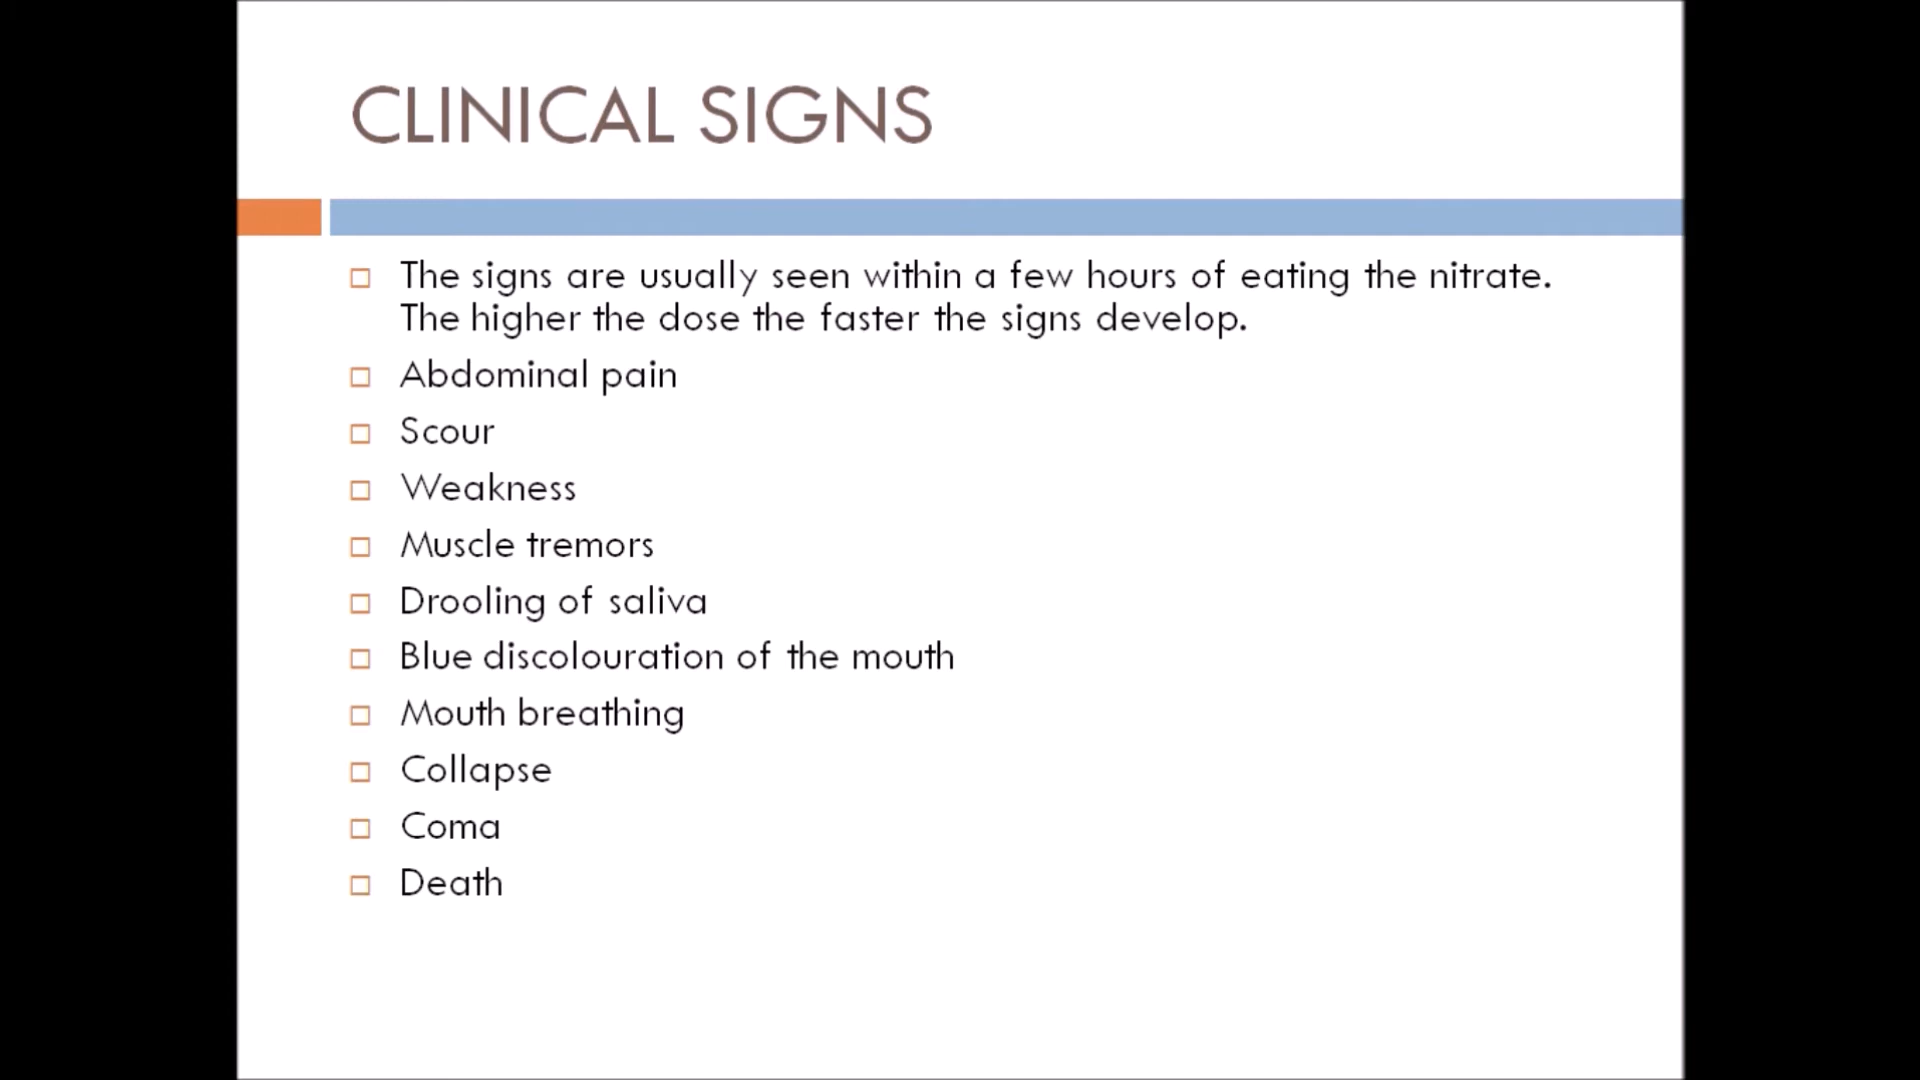 CLINICAL SIGNS
The signs are usually seen within a few hours of eating the nitrate.
The higher the dose the faster the signs develop.
Abdominal pain
Scour
Weakness
Muscle tremors
Drooling of saliva
Blue discolouration of the mouth
Mouth breathing
Collapse
Coma
Death